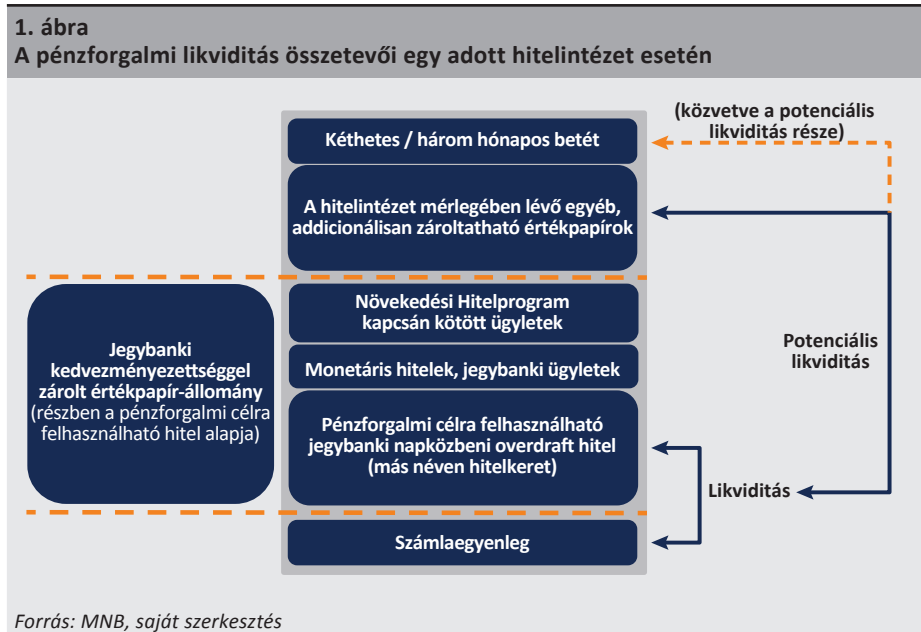 1. ábra
A pénzforgalmi likviditás összetevői egy adott hitelintézet esetén
(közvetve a potenciális
likviditás része)
Kéthetes / három hónapos betét
A hitelintézet mérlegében lévő egyéb,
addicionálisan zároltatható értékpapírok
Növekedési Hitelprogram
kapcsán kötött ügyletek
Jegybanki
kedvezményezettséggel
zárolt értékpapír-állomány
(részben a pénzforgalmi célra
felhasználható hitel alapja)
Monetáris hitelek, jegybanki ügyletek
Potenciális
likviditás
Pénzforgalmi célra felhasználható
jegybanki napközbeni overdraft hitel
(más néven hitelkeret)
Likviditás
Számlaegyenleg
Forrás: MNB, saját szerkesztés